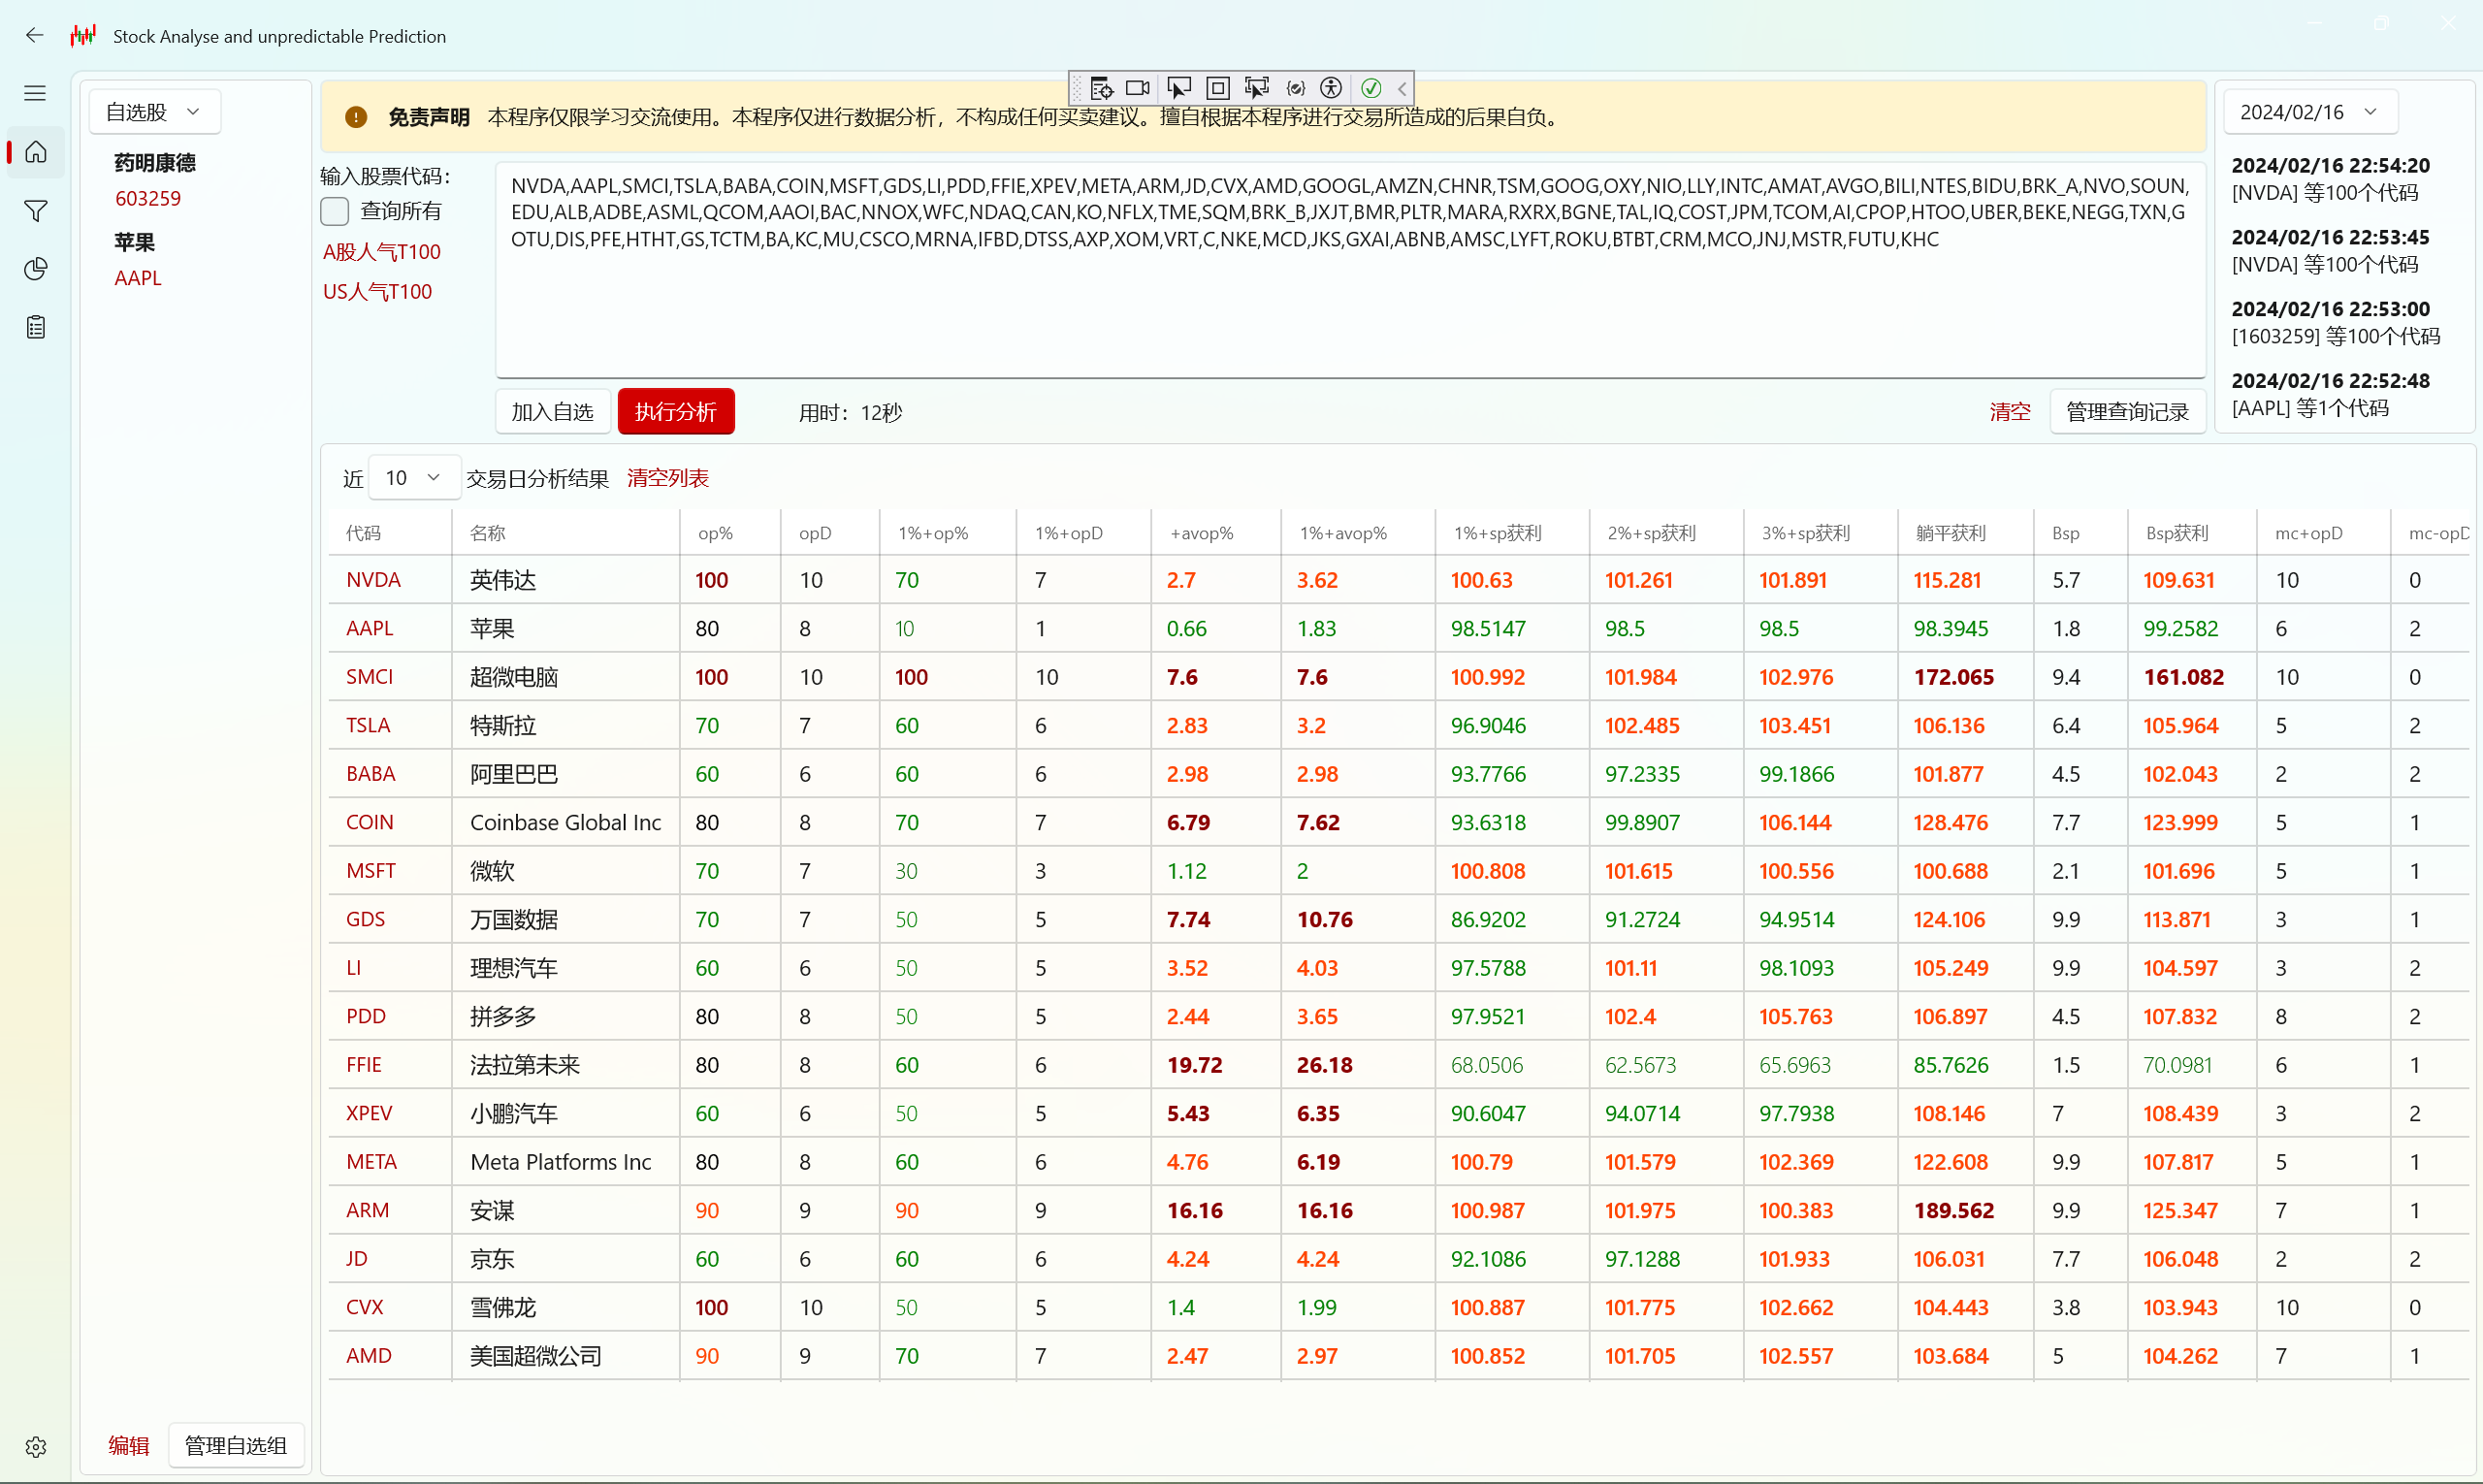 Stock Analyse and unpredictable Prediction
自选股
药明康德
603259
苹果
AAPL
编辑
管理自选组
免责声明 本程序仅限学习交流使用。本程序仅进行数据分析，不构成任何买卖建议。擅自根据本程序进行交易所造成的后果自负。
输入股票代码：
查询所有
A股人气T100
US人气T100
NVDA,AAPL,SMCI,TSLA,BABA,COIN,MSFT,GDS,LI,PDD,FFIE,XPEV,META,ARM,JD,CVX,AMD,GOOGL,AMZN,CHNR,TSM,GOOG,OXY,NIO,LLY,INTC,AMAT,AVGO,BILI,NTES,BIDU,BRK_A,NVO,SOUN,
EDU,ALB,ADBE,ASML,QCOM,AAOI,BAC,NNOX,WFC,NDAQ,CAN,KO,NFLX,TME,SQM,BRK_B,JXJT,BMR,PLTR,MARA,RXRX,BGNE,TAL,IQ,COST,JPM,TCOM,AI,CPOP,HTOO,UBER,BEKE,NEGG,TXN,G
OTU,DIS,PFE,HTHT,GS,TCTM,BA,KC,MU,CSCO,MRNA,IFBD,DTSS,AXP,XOM,VRT,C,NKE,MCD,JKS,GXAI,ABNB,AMSC,LYFT,ROKU,BTBT,CRM,MCO,JNJ,MSTR,FUTU,KHC
加入自选 执行分析 用时：12秒 清空 管理查询记录
2024/02/16
2024/02/16 22:54:20
[NVDA] 等100个代码
2024/02/16 22:53:45
[NVDA] 等100个代码
2024/02/16 22:53:00
[1603259] 等100个代码
2024/02/16 22:52:48
[AAPL] 等1个代码
近 10 交易日分析结果 清空列表
代码 名称 op% opD 1%+op% 1%+opD +avop% 1%+avop% 1%+sp获利 2%+sp获利 3%+sp获利 躺平获利 Bsp Bsp获利 mc+opD mc-opD
NVDA 英伟达 100 10 70 7 2.7 3.62 100.63 101.261 101.891 115.281 5.7 109.631 10 0
AAPL 苹果 80 8 10 1 0.66 1.83 98.5147 98.5 98.5 98.3945 1.8 99.2582 6 2
SMCI 超微电脑 100 10 100 10 7.6 7.6 100.992 101.984 102.976 172.065 9.4 161.082 10 0
TSLA 特斯拉 70 7 60 6 2.83 3.2 96.9046 102.485 103.451 106.136 6.4 105.964 5 2
BABA 阿里巴巴 60 6 60 6 2.98 2.98 93.7766 97.2335 99.1866 101.877 4.5 102.043 2 2
COIN Coinbase Global Inc 80 8 70 7 6.79 7.62 93.6318 99.8907 106.144 128.476 7.7 123.999 5 1
MSFT 微软 70 7 30 3 1.12 2 100.808 101.615 100.556 100.688 2.1 101.696 5 1
GDS 万国数据 70 7 50 5 7.74 10.76 86.9202 91.2724 94.9514 124.106 9.9 113.871 3 1
LI 理想汽车 60 6 50 5 3.52 4.03 97.5788 101.11 98.1093 105.249 9.9 104.597 3 2
PDD 拼多多 80 8 50 5 2.44 3.65 97.9521 102.4 105.763 106.897 4.5 107.832 8 2
FFIE 法拉第未来 80 8 60 6 19.72 26.18 68.0506 62.5673 65.6963 85.7626 1.5 70.0981 6 1
XPEV 小鹏汽车 60 6 50 5 5.43 6.35 90.6047 94.0714 97.7938 108.146 7 108.439 3 2
META Meta Platforms Inc 80 8 60 6 4.76 6.19 100.79 101.579 102.369 122.608 9.9 107.817 5 1
ARM 安谋 90 9 90 9 16.16 16.16 100.987 101.975 100.383 189.562 9.9 125.347 7 1
JD 京东 60 6 60 6 4.24 4.24 92.1086 97.1288 101.933 106.031 7.7 106.048 2 2
CVX 雪佛龙 100 10 50 5 1.4 1.99 100.887 101.775 102.662 104.443 3.8 103.943 10 0
AMD 美国超微公司 90 9 70 7 2.47 2.97 100.852 101.705 102.557 103.684 5 104.262 7 1